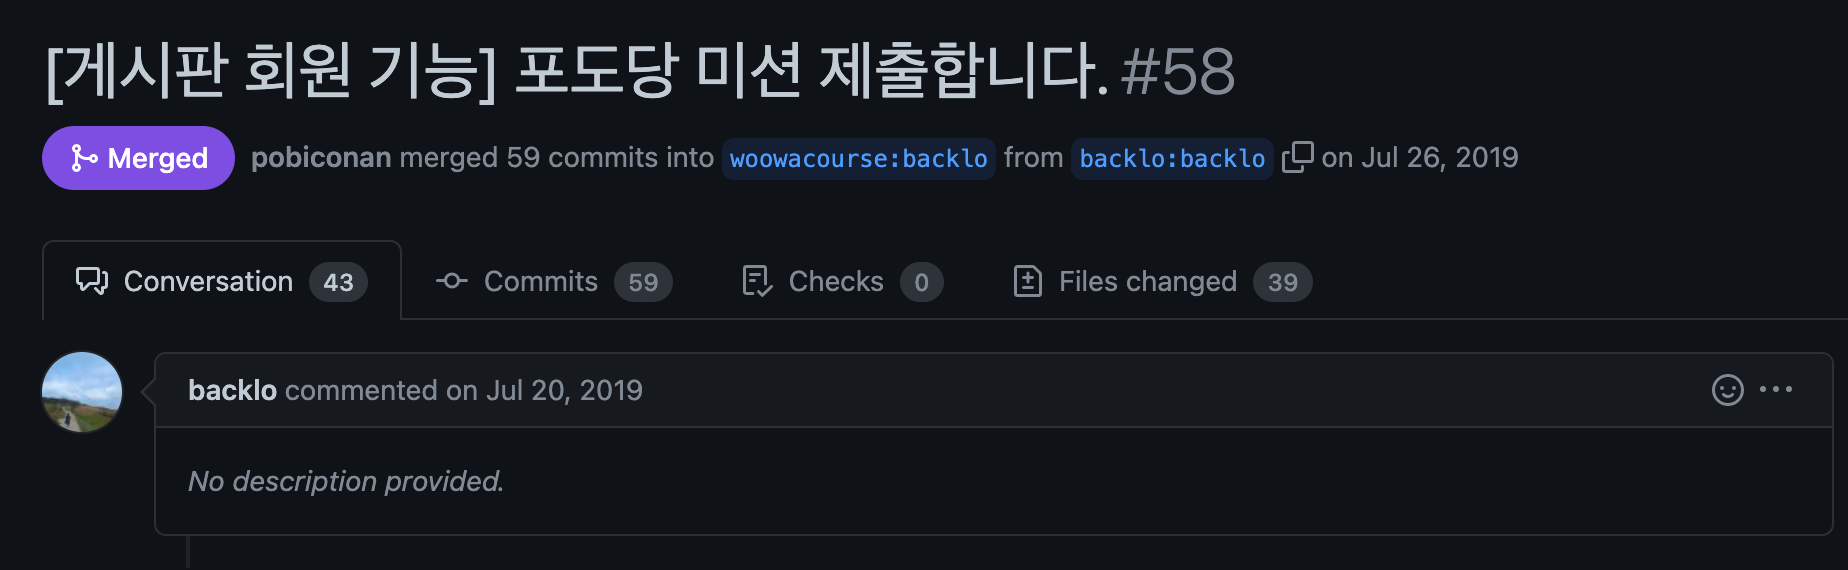 [게시판 회원 기능] 포도당 미션 제출합니다. #58
Merged pobiconan merged 59 commits into woowacourse:backlo from backlo:backlo on Jul 26, 2019
Conversation 43 Commits 59 Checks 0 Files changed 39
backlo commented on Jul 20, 2019
No description provided.